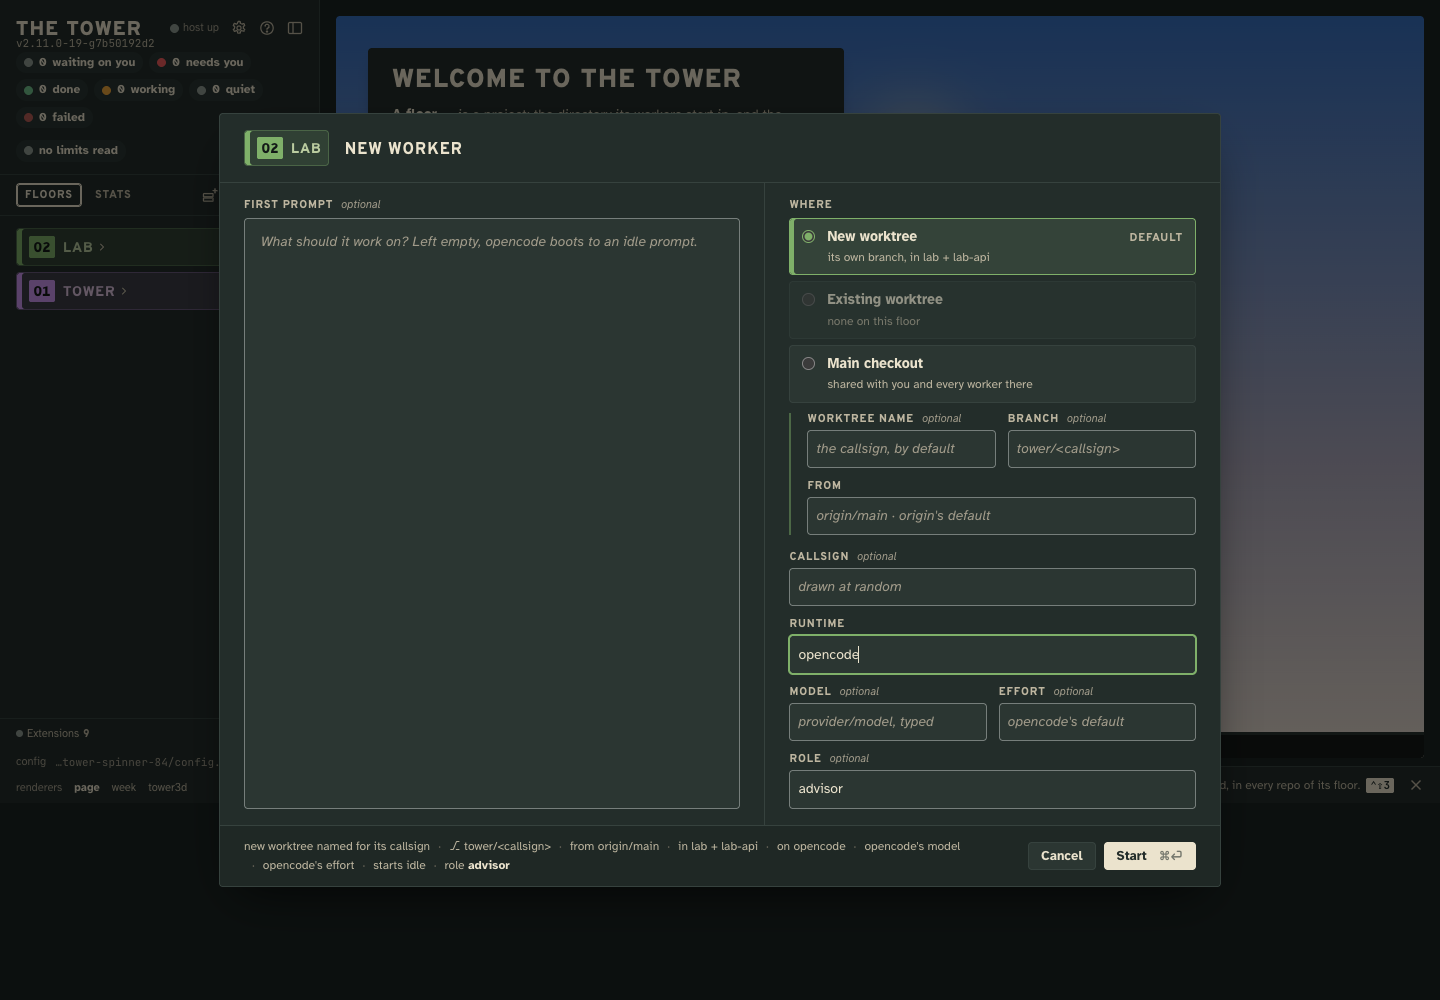 THE TOWER
host up
v2.11.0-19-g7b50192d2
0 waiting on you
0 needs you
0 done
0 working
0 quiet
0 failed
no limits read
FLOORS
STATS
02 LAB ›
01 TOWER ›
Extensions 9
config …tower-spinner-84/config.
renderers page week tower3d
WELCOME TO THE TOWER
02 LAB
NEW WORKER
FIRST PROMPT optional
What should it work on? Left empty, opencode boots to an idle prompt.
WHERE
New worktree
DEFAULT
its own branch, in lab + lab-api
Existing worktree
none on this floor
Main checkout
shared with you and every worker there
WORKTREE NAME optional
BRANCH optional
the callsign, by default
tower/<callsign>
FROM
origin/main · origin's default
CALLSIGN optional
drawn at random
RUNTIME
opencode
MODEL optional
EFFORT optional
provider/model, typed
opencode's default
ROLE optional
advisor
new worktree named for its callsign · ⎇ tower/<callsign> · from origin/main · in lab + lab-api · on opencode · opencode's model
· opencode's effort · starts idle · role advisor
Cancel
Start ⌘⏎
d, in every repo of its floor. ⌃⇧3